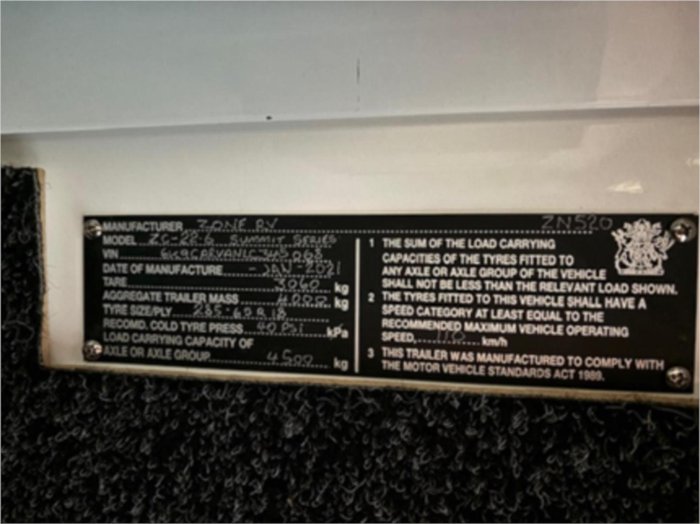 MANUFACTURER ZONE RV ZN520
MODEL ZC-22.6 SUMMIT SERIES
VIN
DATE OF MANUFACTURE -JAN-2021
TARE 3060 kg
AGGREGATE TRAILER MASS 4000 kg
TYRE SIZE/PLY 285-60R18
RECOMD. COLD TYRE PRESS 40 PSI kPa
LOAD CARRYING CAPACITY OF
AXLE OR AXLE GROUP 4500 kg
1 THE SUM OF THE LOAD CARRYING
CAPACITIES OF THE TYRES FITTED TO
ANY AXLE OR AXLE GROUP OF THE VEHICLE
SHALL NOT BE LESS THAN THE RELEVANT LOAD SHOWN.
2 THE TYRES FITTED TO THIS VEHICLE SHALL HAVE A
SPEED CATEGORY AT LEAST EQUAL TO THE
RECOMMENDED MAXIMUM VEHICLE OPERATING
SPEED, 110 km/h
3 THIS TRAILER WAS MANUFACTURED TO COMPLY WITH
THE MOTOR VEHICLE STANDARDS ACT 1989.